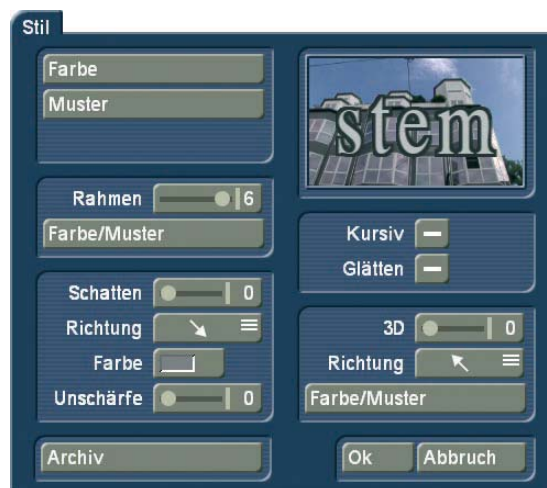 Stil
Farbe
Muster
stem
Rahmen 6
Farbe/Muster
Kursiv
Glätten
Schatten 0
Richtung
Farbe
Unschärfe 0
3D 0
Richtung
Farbe/Muster
Archiv
Ok
Abbruch